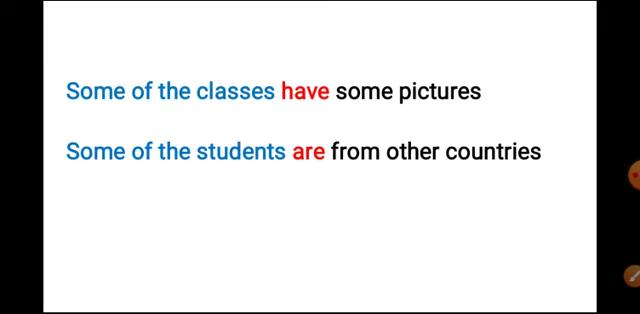 Some of the classes have some pictures
Some of the students are from other countries